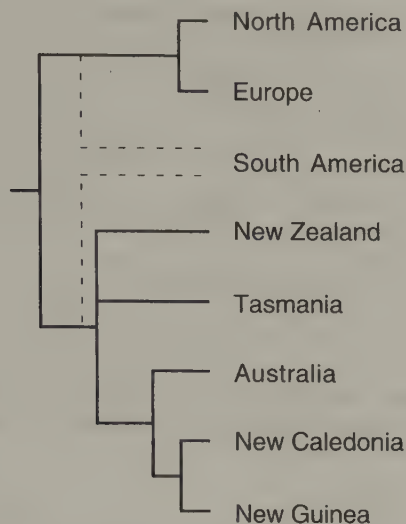 North America
Europe
South America
New Zealand
Tasmania
Australia
New Caledonia
New Guinea